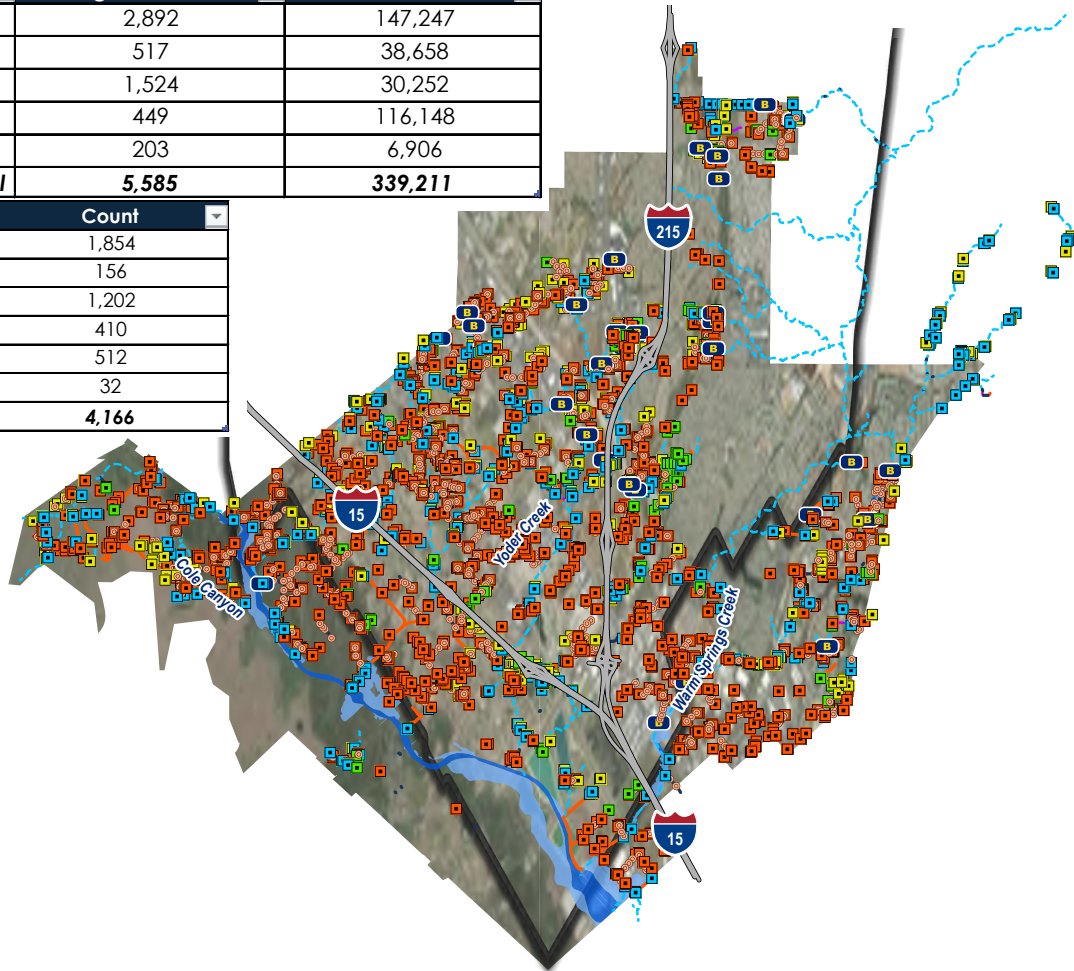 2,892 147,247
517 38,658
1,524 30,252
449 116,148
203 6,906
l 5,585 339,211
Count
1,854
156
1,202
410
512
32
4,166
B
B
B
B
215
B
B
B
B
B
B
B
B
B
B
B
B
15
Yoder Creek
Cole Canyon
Warm Springs Creek
B
B
15